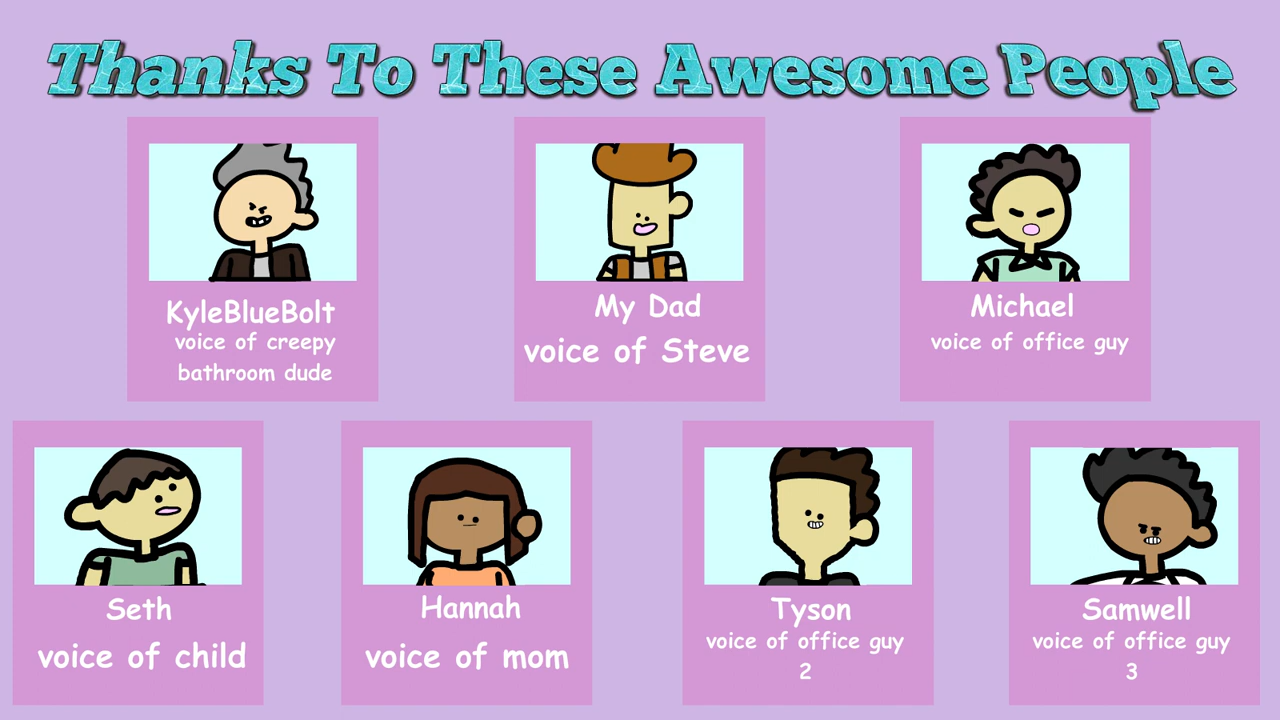 Thanks To These Awesome People
KyleBlueBolt
voice of creepy
bathroom dude
My Dad
voice of Steve
Michael
voice of office guy
Seth
voice of child
Hannah
voice of mom
Tyson
voice of office guy
2
Samwell
voice of office guy
3